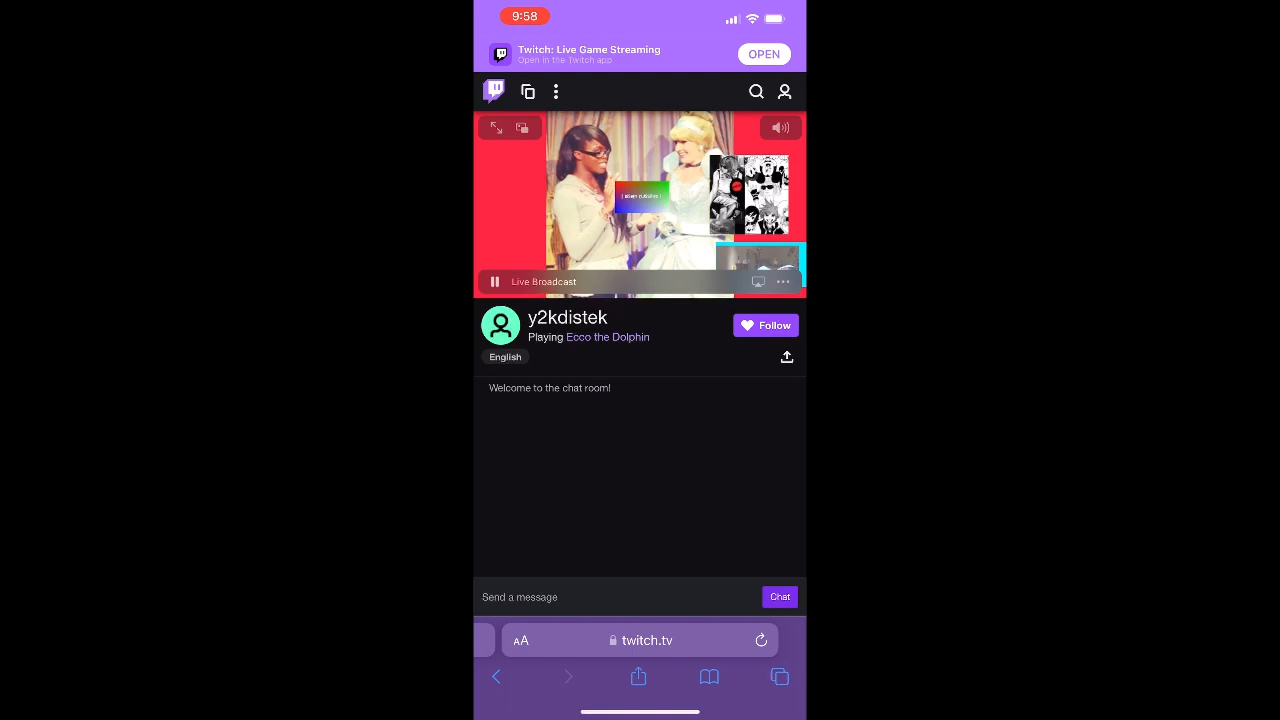 9:58
Twitch: Live Game Streaming
Open in the Twitch app
OPEN
Live Broadcast
y2kdistek
Follow
Playing Ecco the Dolphin
English
Welcome to the chat room!
Send a message
Chat
AA
twitch.tv